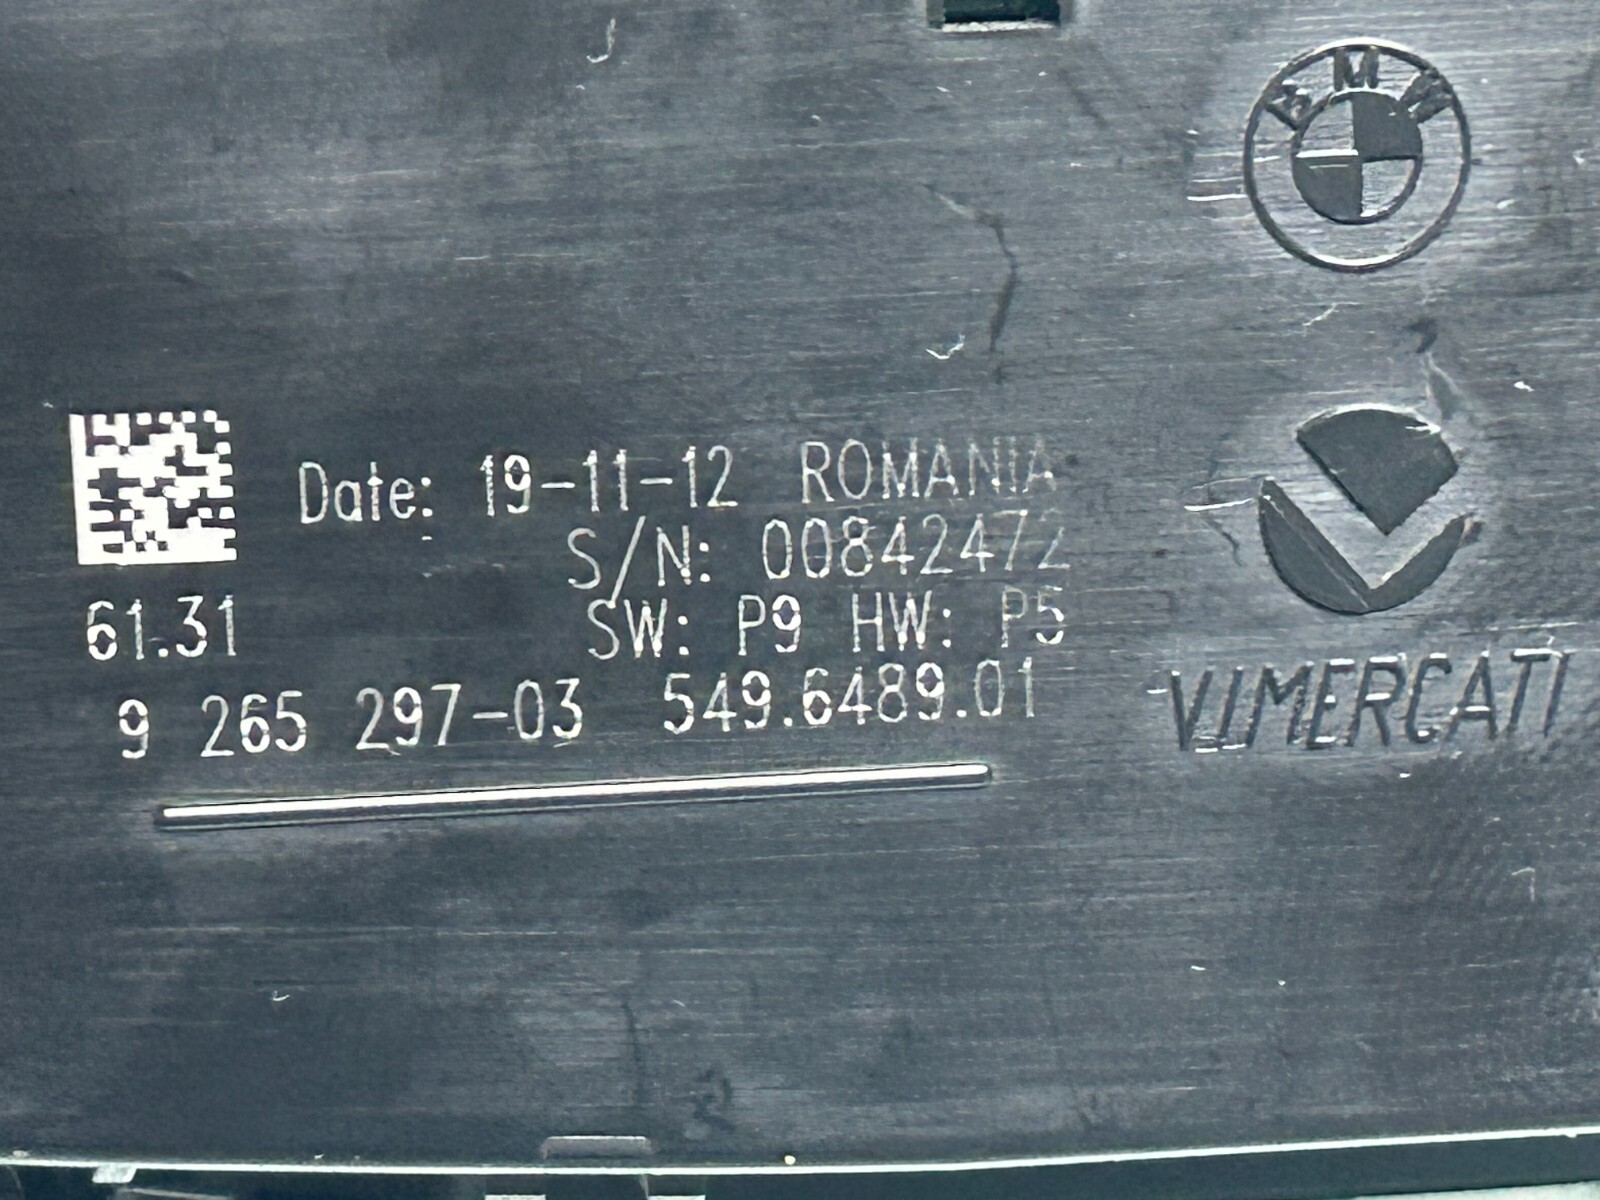 BMW
Date: 19-11-12 ROMANIA
S/N: 00842472
61.31 SW: P9 HW: P5
9 265 297-03 549.6489.01
VIMERCATI